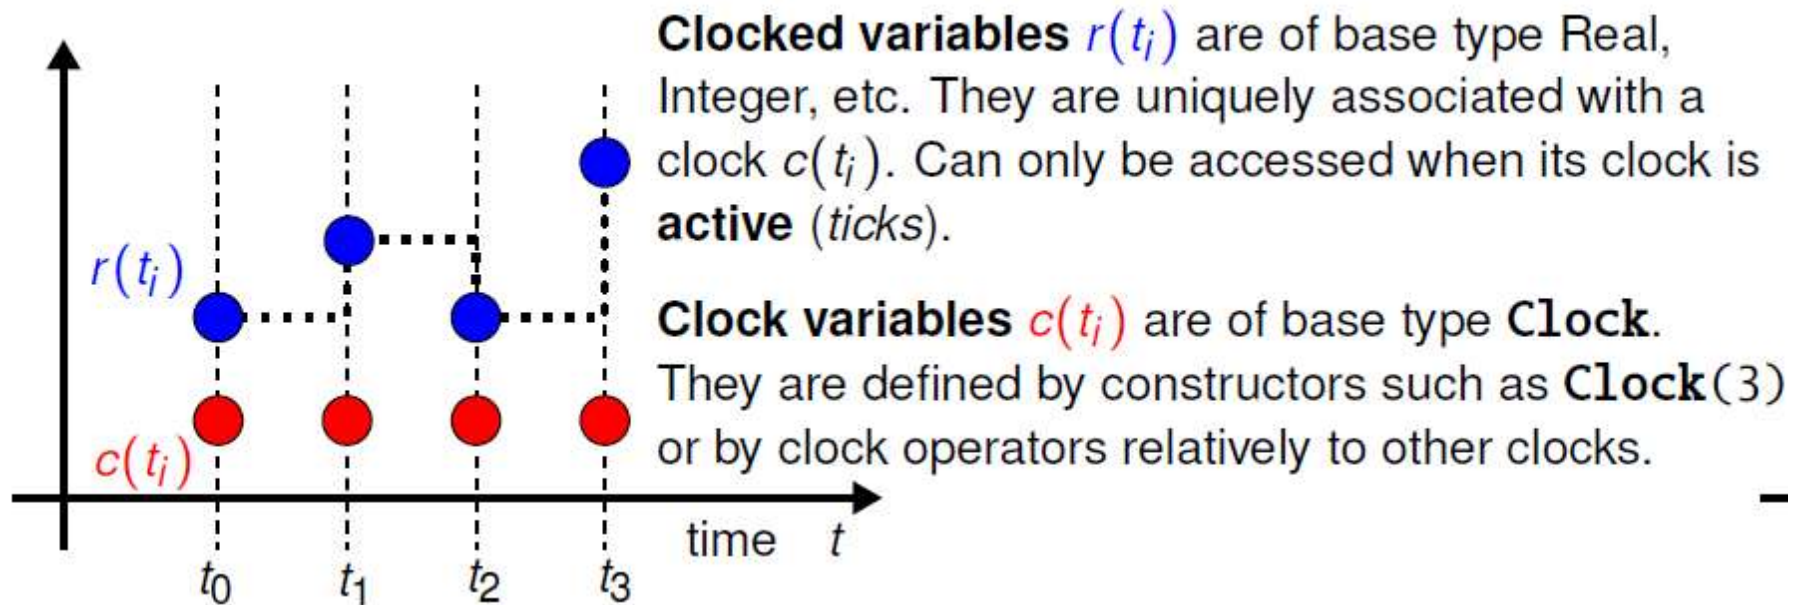 Clocked variables r(tᵢ) are of base type Real,
Integer, etc. They are uniquely associated with a
clock c(tᵢ). Can only be accessed when its clock is
active (ticks).
r(tᵢ)
Clock variables c(tᵢ) are of base type Clock.
They are defined by constructors such as Clock(3)
or by clock operators relatively to other clocks.
c(tᵢ)
time t
t₀ t₁ t₂ t₃